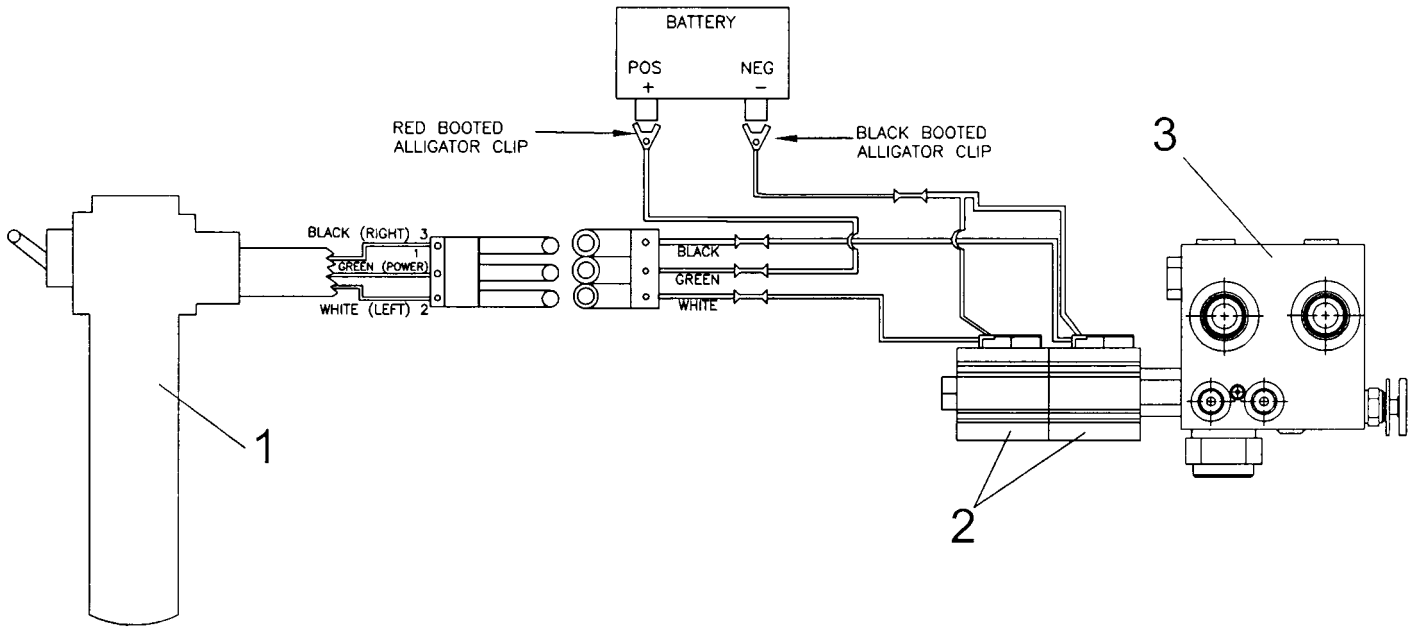 BATTERY
POS
+
NEG
-
RED BOOTED
ALLIGATOR CLIP
BLACK BOOTED
ALLIGATOR CLIP
3
BLACK (RIGHT) 3
1
GREEN (POWER)
WHITE (LEFT) 2
BLACK
GREEN
WHITE
1
2